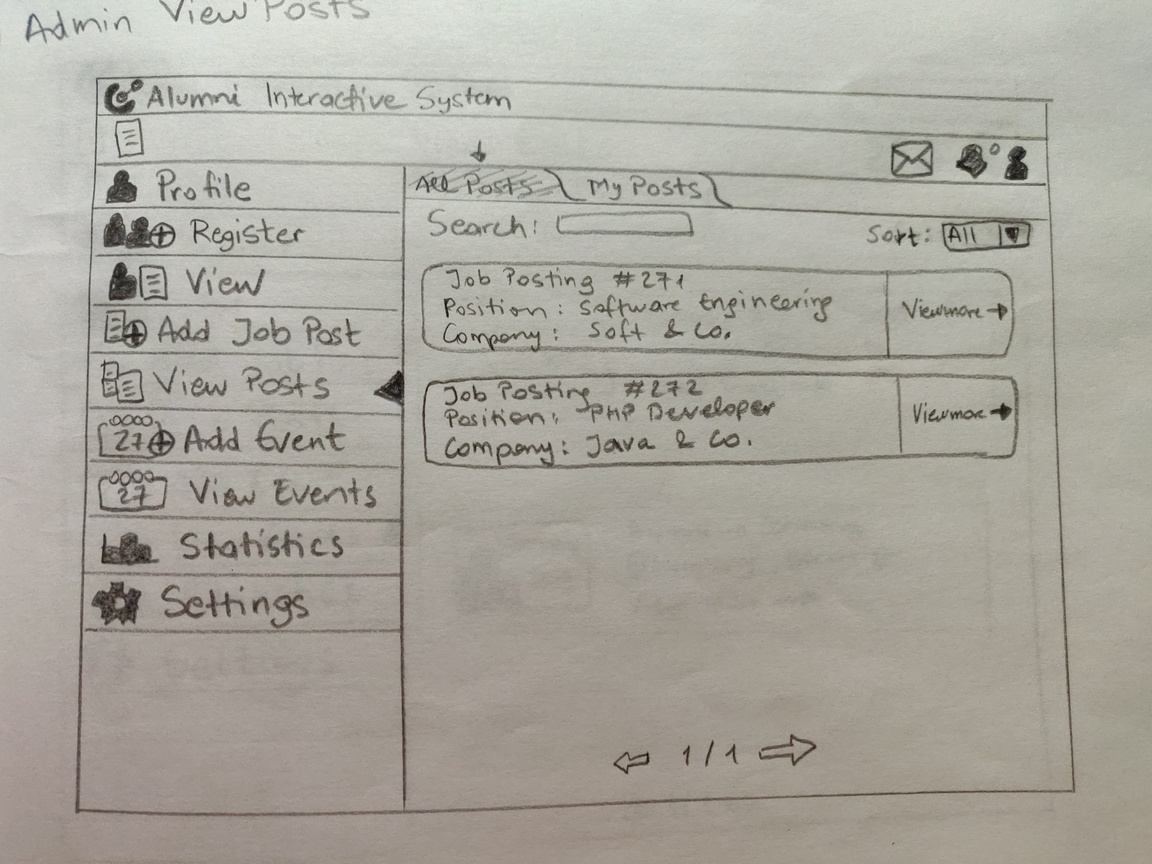 Admin View Posts
Alumni Interactive System
Profile
Register
View
Add Job Post
View Posts
27 Add Event
27 View Events
Statistics
Settings
All Posts My Posts
Search: Sort: All
Job Posting #271
Position: Software Engineering
Company: Soft & Co.
Viewmore
Job Posting #272
Position: PHP Developer
Company: Java & Co.
Viewmore
1/1